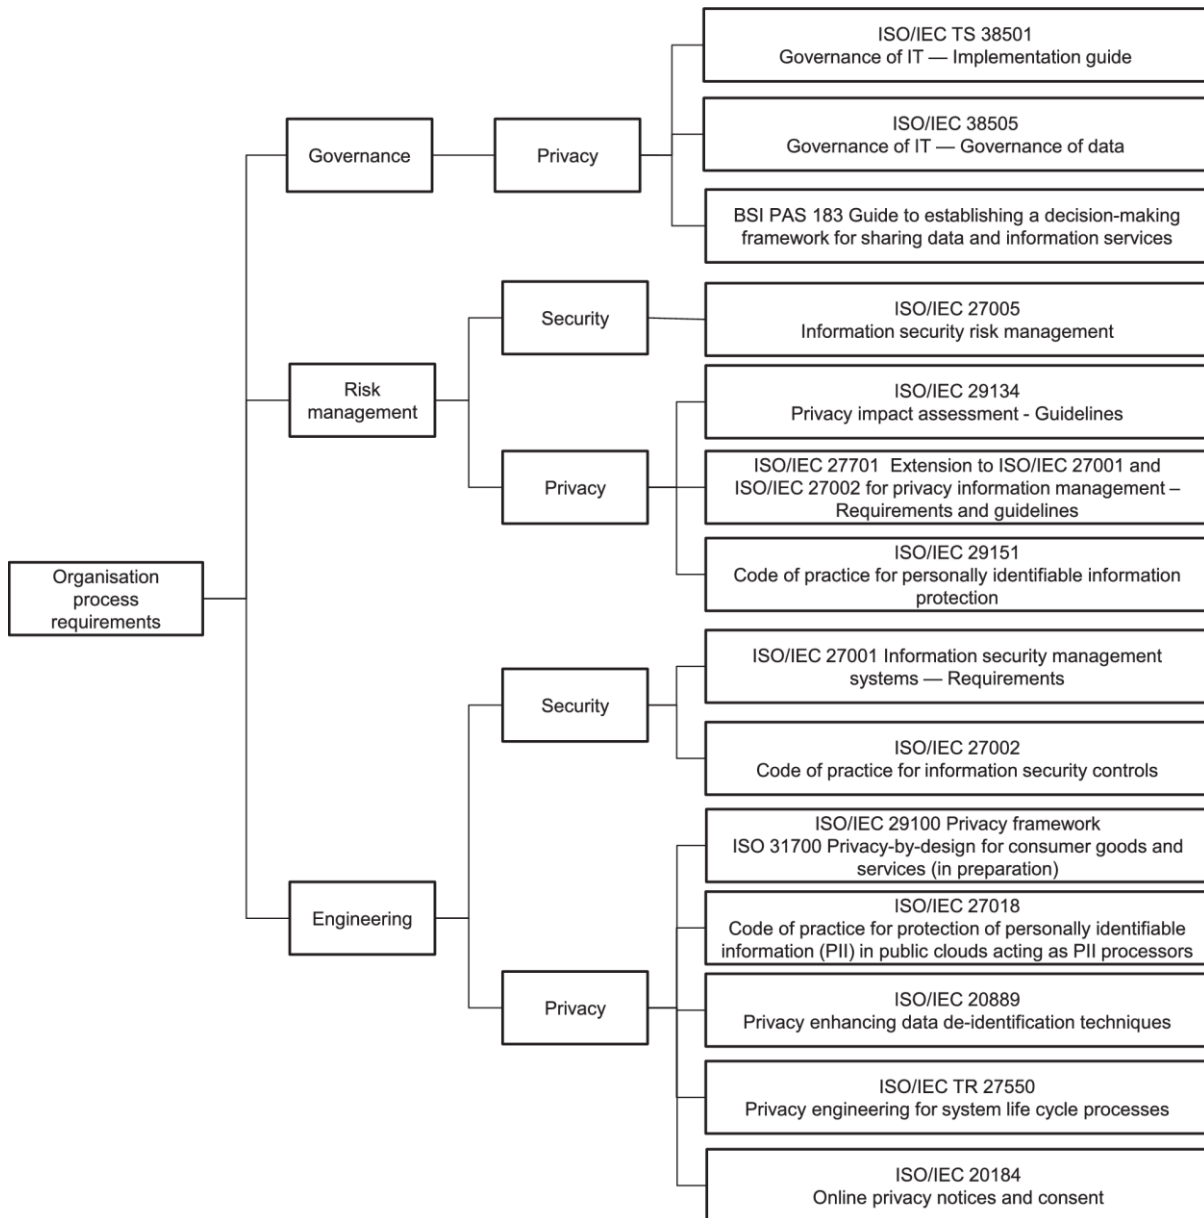 ISO/IEC TS 38501
Governance of IT — Implementation guide
ISO/IEC 38505
Governance of IT — Governance of data
BSI PAS 183 Guide to establishing a decision-making
framework for sharing data and information services
Governance
Privacy
ISO/IEC 27005
Information security risk management
Security
Risk
management
ISO/IEC 29134
Privacy impact assessment - Guidelines
Privacy
ISO/IEC 27701  Extension to ISO/IEC 27001 and
ISO/IEC 27002 for privacy information management –
Requirements and guidelines
ISO/IEC 29151
Code of practice for personally identifiable information
protection
Organisation
process
requirements
ISO/IEC 27001 Information security management
systems — Requirements
Security
ISO/IEC 27002
Code of practice for information security controls
ISO/IEC 29100 Privacy framework
ISO 31700 Privacy-by-design for consumer goods and
services (in preparation)
Engineering
ISO/IEC 27018
Code of practice for protection of personally identifiable
information (PII) in public clouds acting as PII processors
Privacy
ISO/IEC 20889
Privacy enhancing data de-identification techniques
ISO/IEC TR 27550
Privacy engineering for system life cycle processes
ISO/IEC 20184
Online privacy notices and consent